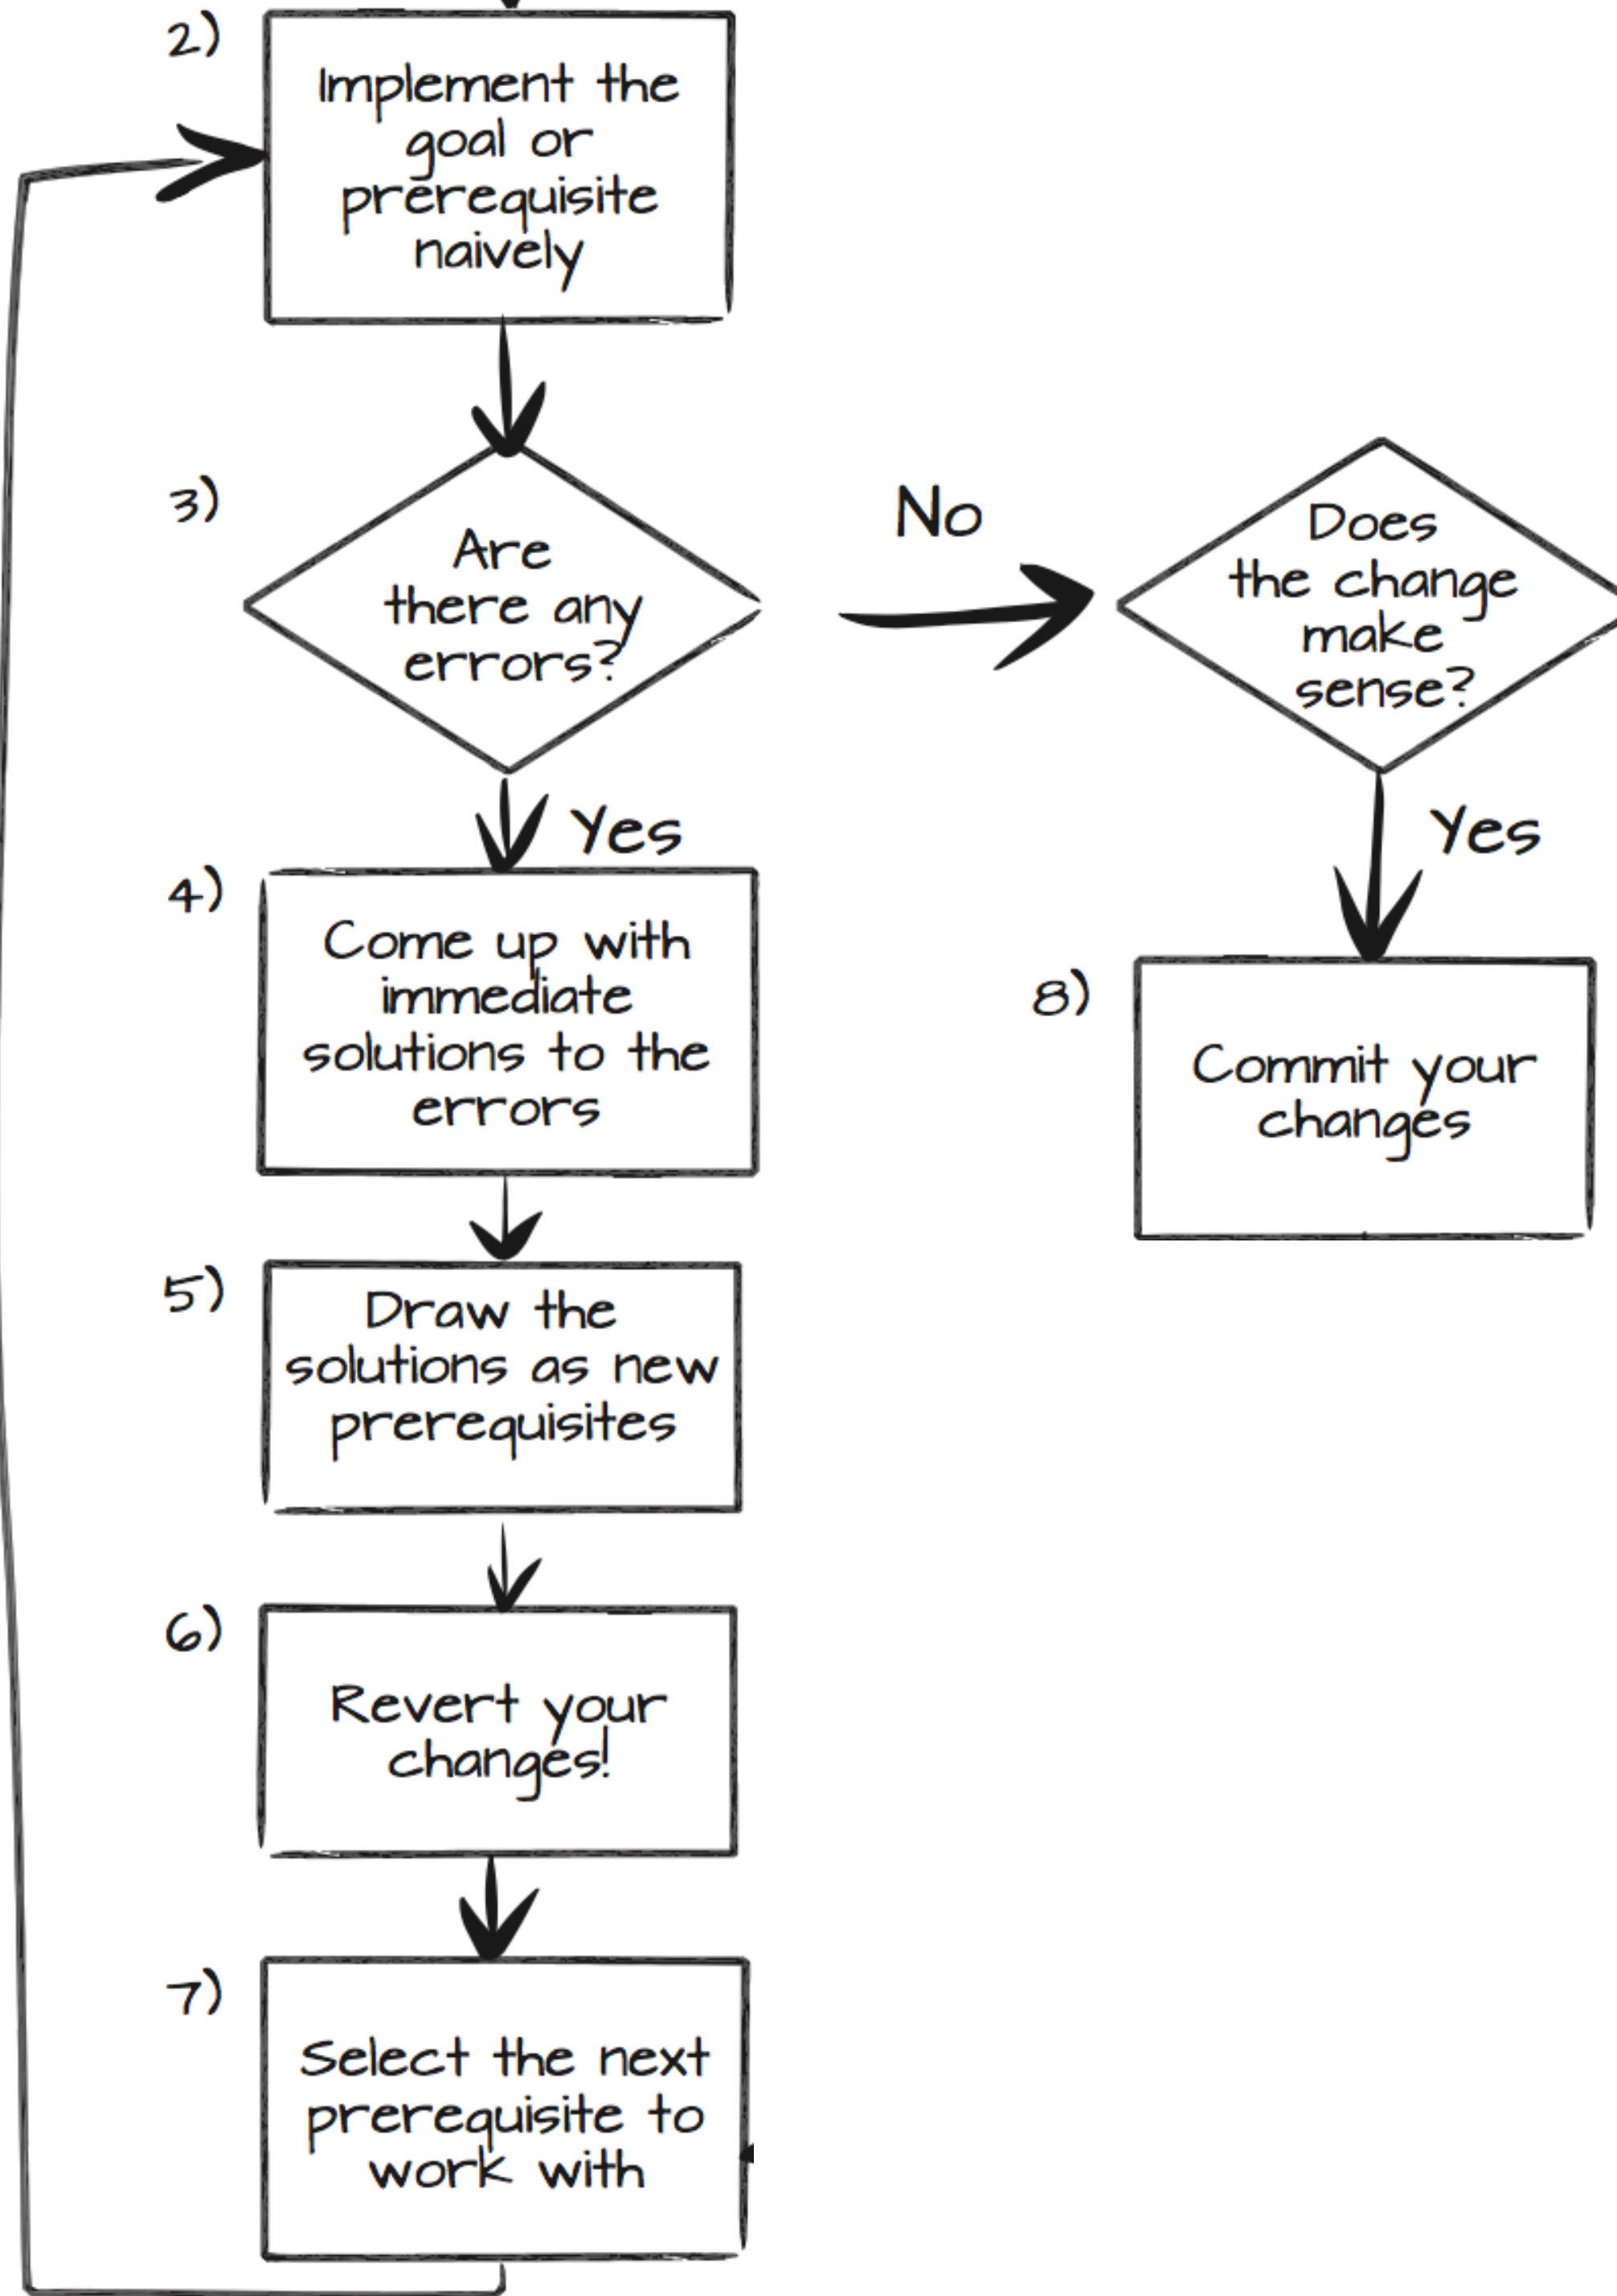 2)
Implement the
goal or
prerequisite
naively
3)
Are
there any
errors?
No
Does
the change
make
sense?
Yes
4)
Come up with
immediate
solutions to the
errors
Yes
8)
Commit your
changes
5)
Draw the
solutions as new
prerequisites
6)
Revert your
changes!
7)
Select the next
prerequisite to
work with